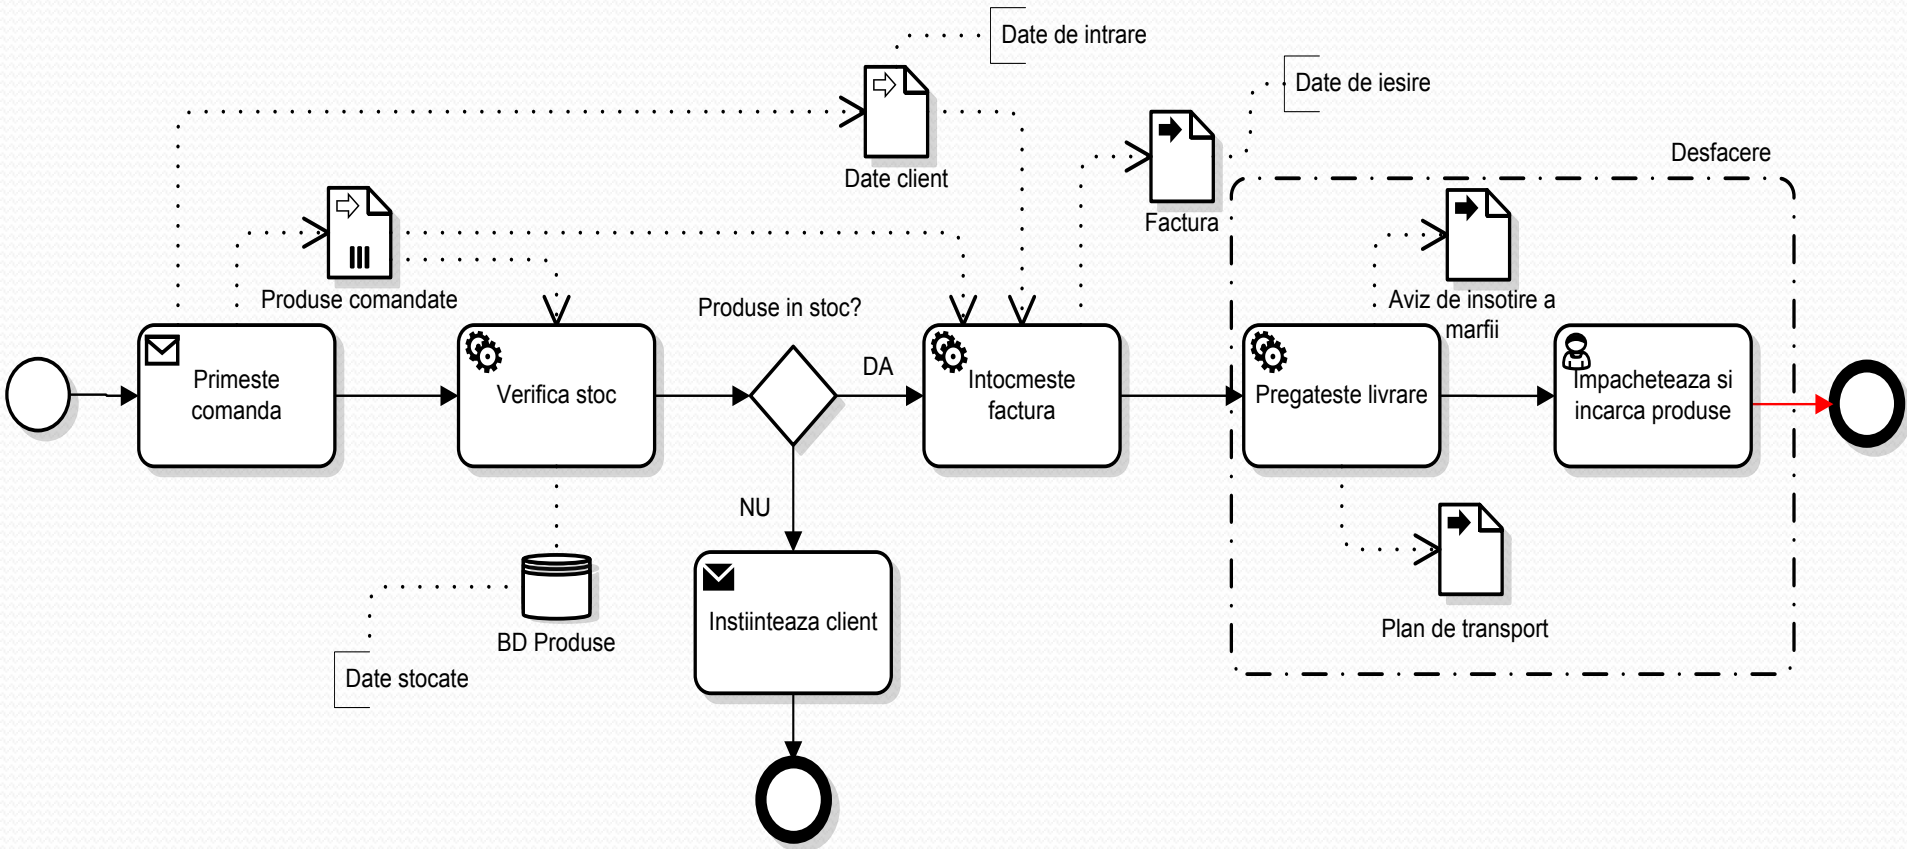 Date de intrare
Date de iesire
Date client
Factura
Desfacere
Produse comandate
Aviz de insotire a
marfii
Produse in stoc?
Primeste
comanda
Verifica stoc
DA
Intocmeste
factura
Pregateste livrare
Impacheteaza si
incarca produse
NU
Instiinteaza client
BD Produse
Plan de transport
Date stocate